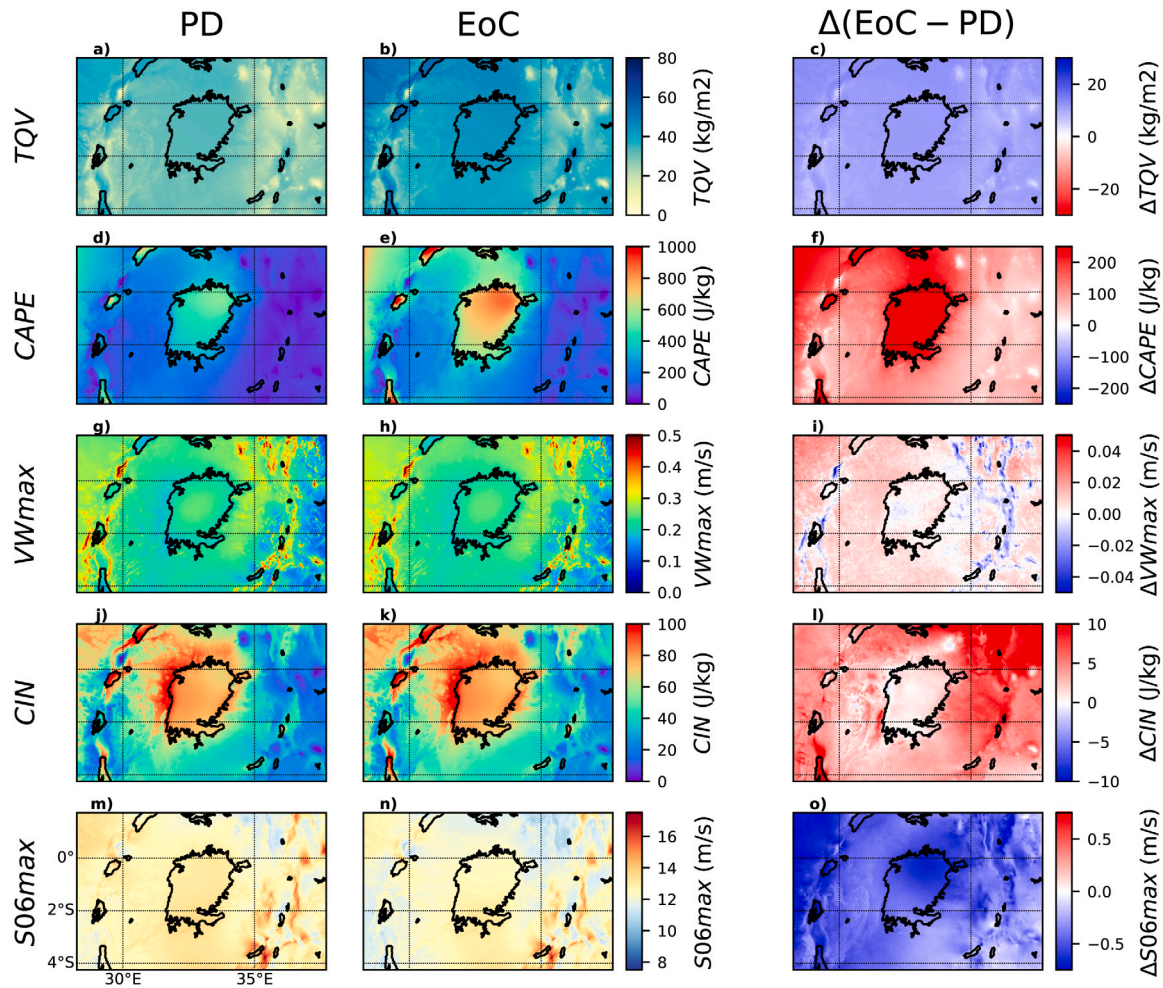 PD EoC Δ(EoC − PD)
a) b) c)
TQV
80
60
40
20
0
TQV (kg/m2)
20
10
0
−10
−20
ΔTQV (kg/m2)
d) e) f)
CAPE
1000
800
600
400
200
0
CAPE (J/kg)
200
100
0
−100
−200
ΔCAPE (J/kg)
g) h) i)
VWmax
0.5
0.4
0.3
0.2
0.1
0.0
VWmax (m/s)
0.04
0.02
0.00
−0.02
−0.04
ΔVWmax (m/s)
j) k) l)
CIN
100
80
60
40
20
0
CIN (J/kg)
10
5
0
−5
−10
ΔCIN (J/kg)
m) n) o)
S06max
0°
2°S
4°S
30°E 35°E
16
14
12
10
8
S06max (m/s)
0.5
0.0
−0.5
ΔS06max (m/s)